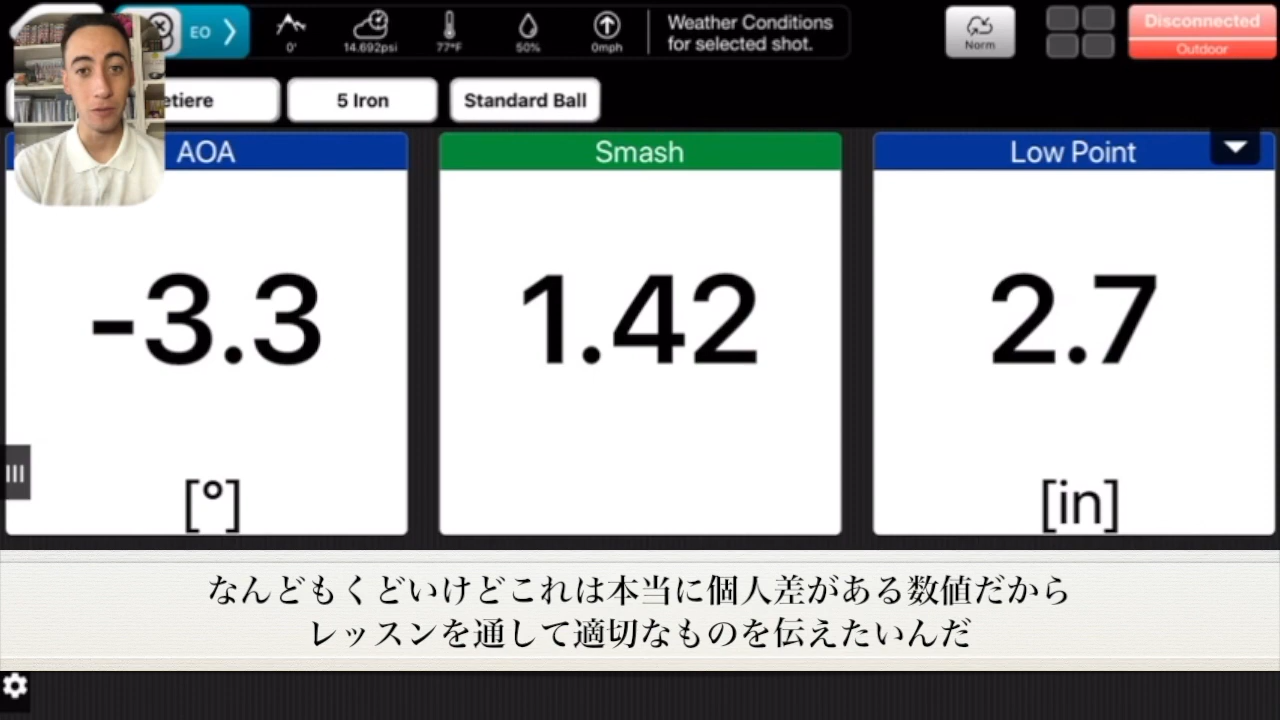 EO
0'
14.692psi
77°F
50%
0mph
Weather Conditions
for selected shot.
Norm
Disconnected
Outdoor
5 Iron
Standard Ball
AOA
Smash
Low Point
-3.3
1.42
2.7
[°]
[in]
なんどもくどいけどこれは本当に個人差がある数値だから
レッスンを通して適切なものを伝えたいんだ